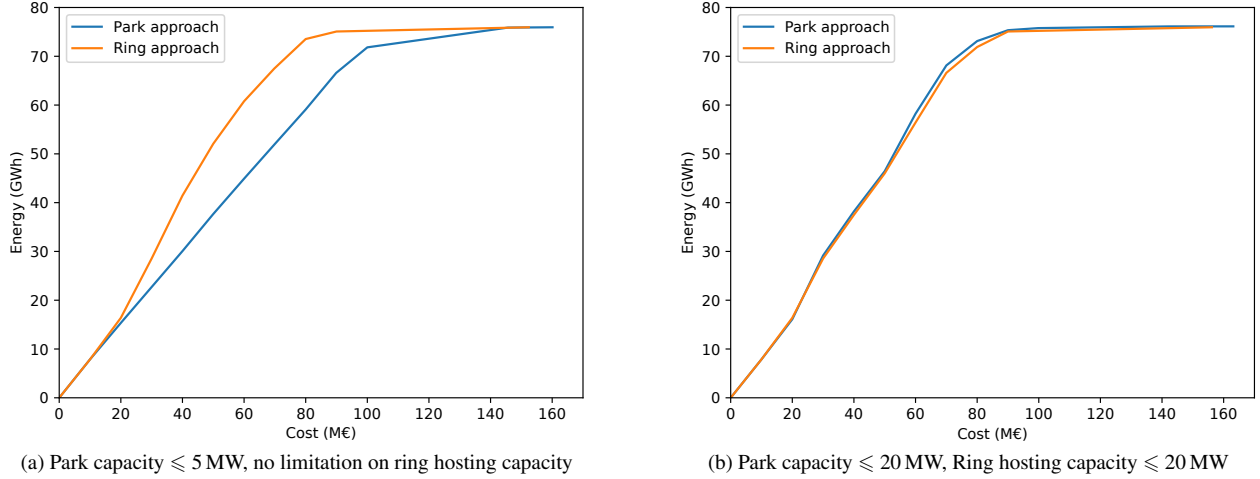 80
70
60
50
40
30
20
10
0
Energy (GWh)
Park approach
Ring approach
0 20 40 60 80 100 120 140 160
Cost (M€)
(a) Park capacity ⩽ 5 MW, no limitation on ring hosting capacity
80
70
60
50
40
30
20
10
0
Energy (GWh)
Park approach
Ring approach
0 20 40 60 80 100 120 140 160
Cost (M€)
(b) Park capacity ⩽ 20 MW, Ring hosting capacity ⩽ 20 MW